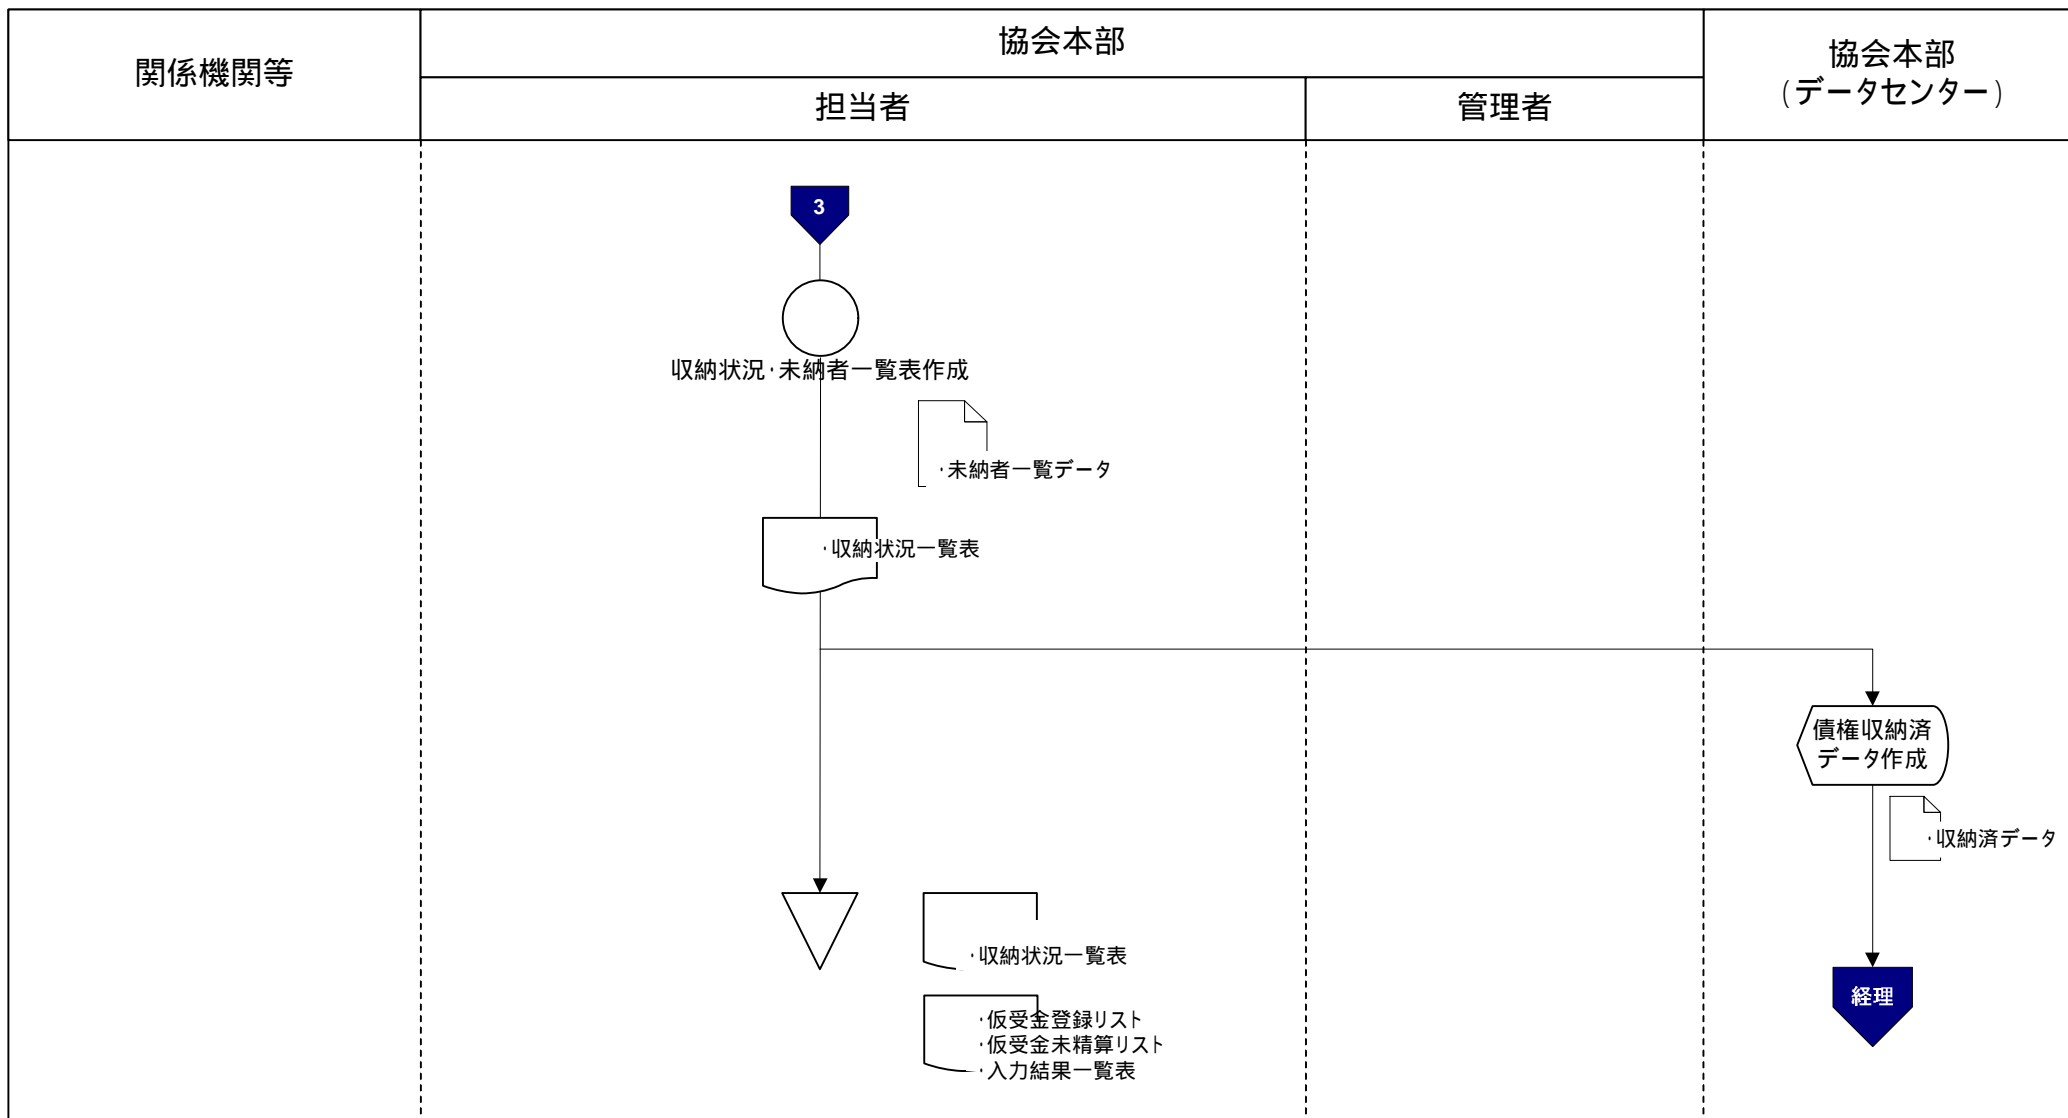 関係機関等
協会本部
担当者
管理者
協会本部
(データセンター)
3
収納状況・未納者一覧表作成
・未納者一覧データ
・収納状況一覧表
債権収納済
データ作成
・収納済データ
・収納状況一覧表
経理
・仮受金登録リスト
・仮受金未精算リスト
・入力結果一覧表